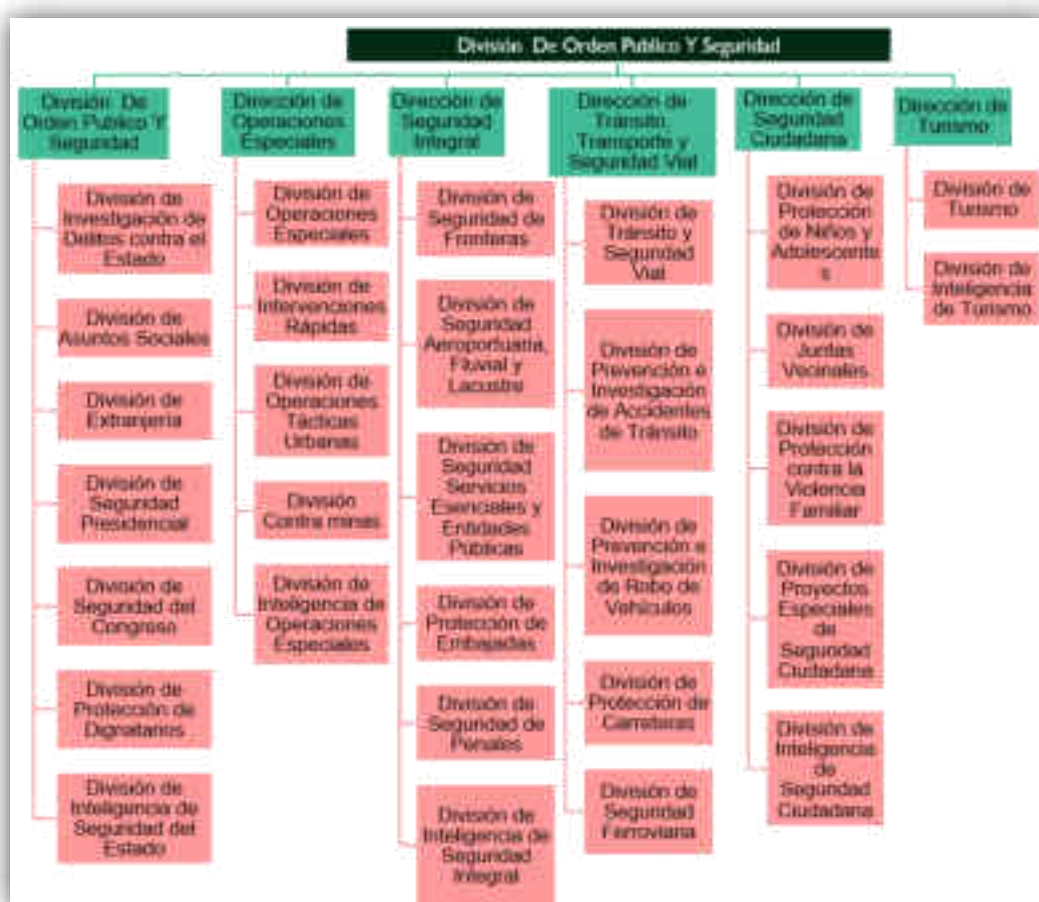 División De Orden Publico Y Seguridad
División De
Orden Publico Y
Seguridad
División de
Investigación de
Delitos contra el
Estado
División de
Asuntos Sociales
División de
Extranjería
División de
Seguridad
Presidencial
División de
Seguridad del
Congreso
División de
Protección de
Dignatarios
División de
Inteligencia de
Seguridad del
Estado
Dirección de
Operaciones
Especiales
División de
Operaciones
Especiales
División de
Intervenciones
Rápidas
División de
Operaciones
Tácticas
Urbanas
División
Contra minas
División de
Inteligencia de
Operaciones
Especiales
Dirección de
Seguridad
Integral
División de
Seguridad de
Fronteras
División de
Seguridad
Aeroportuaria,
Fluvial y
Lacustre
División de
Seguridad
Servicios
Esenciales y
Entidades
Públicas
División de
Protección de
Embajadas
División de
Seguridad de
Penales
División de
Inteligencia de
Seguridad
Integral
Dirección de
Tránsito,
Transporte y
Seguridad Vial
División de
Tránsito y
Seguridad
Vial
División de
Prevención e
Investigación
de Accidentes
de Tránsito
División de
Prevención e
Investigación
de Robo de
Vehículos
División de
Protección de
Carreteras
División de
Seguridad
Ferroviaria
Dirección de
Seguridad
Ciudadana
División de
Protección
de Niños y
Adolescente
s
División de
Juntas
Vecinales
División de
Protección
contra la
Violencia
Familiar
División de
Proyectos
Especiales
de
Seguridad
Ciudadana
División de
Inteligencia
de
Seguridad
Ciudadana
Dirección de
Turismo
División de
Turismo
División de
Inteligencia
de Turismo